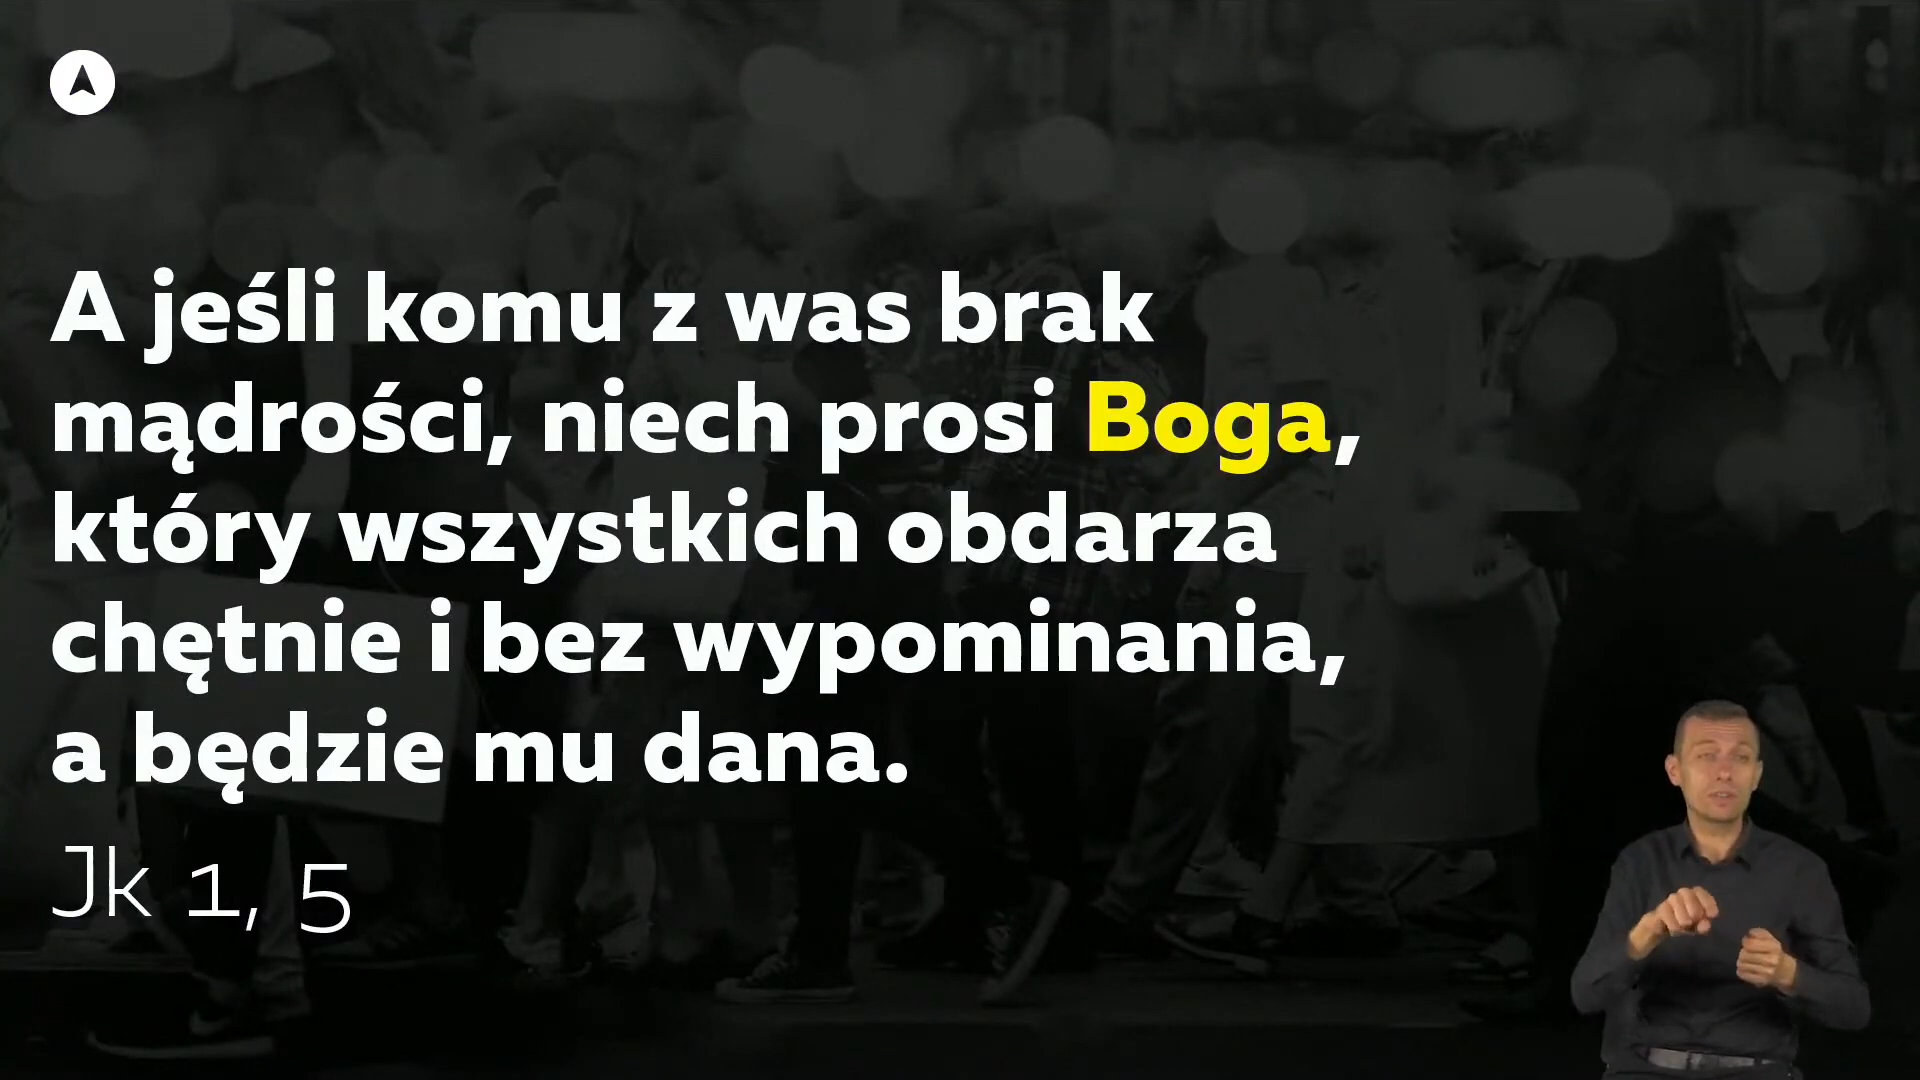 A jeśli komu z was brak
mądrości, niech prosi Boga,
który wszystkich obdarza
chętnie i bez wypominania,
a będzie mu dana.
Jk 1, 5